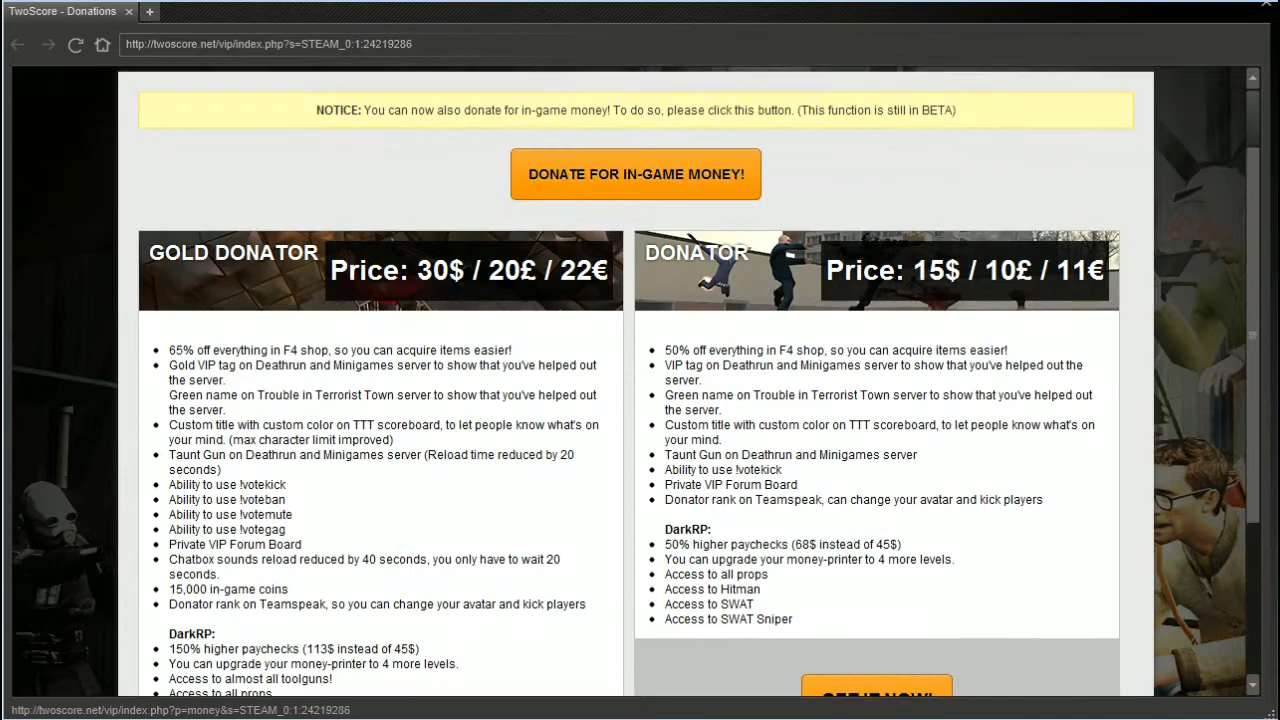 TwoScore - Donations
http://twoscore.net/vip/index.php?s=STEAM_0:1:24219286
NOTICE: You can now also donate for in-game money! To do so, please click this button. (This function is still in BETA)
DONATE FOR IN-GAME MONEY!
GOLD DONATOR
Price: 30$ / 20£ / 22€
65% off everything in F4 shop, so you can acquire items easier!
Gold VIP tag on Deathrun and Minigames server to show that you've helped out
the server.
Green name on Trouble in Terrorist Town server to show that you've helped out
the server.
Custom title with custom color on TTT scoreboard, to let people know what's on
your mind. (max character limit improved)
Taunt Gun on Deathrun and Minigames server (Reload time reduced by 20
seconds)
Ability to use !votekick
Ability to use !voteban
Ability to use !votemute
Ability to use !votegag
Private VIP Forum Board
Chatbox sounds reload reduced by 40 seconds, you only have to wait 20
seconds.
15,000 in-game coins
Donator rank on Teamspeak, so you can change your avatar and kick players
DarkRP:
150% higher paychecks (113$ instead of 45$)
You can upgrade your money-printer to 4 more levels.
Access to almost all toolguns!
Access to all props
DONATOR
Price: 15$ / 10£ / 11€
50% off everything in F4 shop, so you can acquire items easier!
VIP tag on Deathrun and Minigames server to show that you've helped out the
server.
Green name on Trouble in Terrorist Town server to show that you've helped out
the server.
Custom title with custom color on TTT scoreboard, to let people know what's on
your mind.
Taunt Gun on Deathrun and Minigames server
Ability to use !votekick
Private VIP Forum Board
Donator rank on Teamspeak, can change your avatar and kick players
DarkRP:
50% higher paychecks (68$ instead of 45$)
You can upgrade your money-printer to 4 more levels.
Access to all props
Access to Hitman
Access to SWAT
Access to SWAT Sniper
GET IT NOW!
http://twoscore.net/vip/index.php?p=money&s=STEAM_0:1:24219286